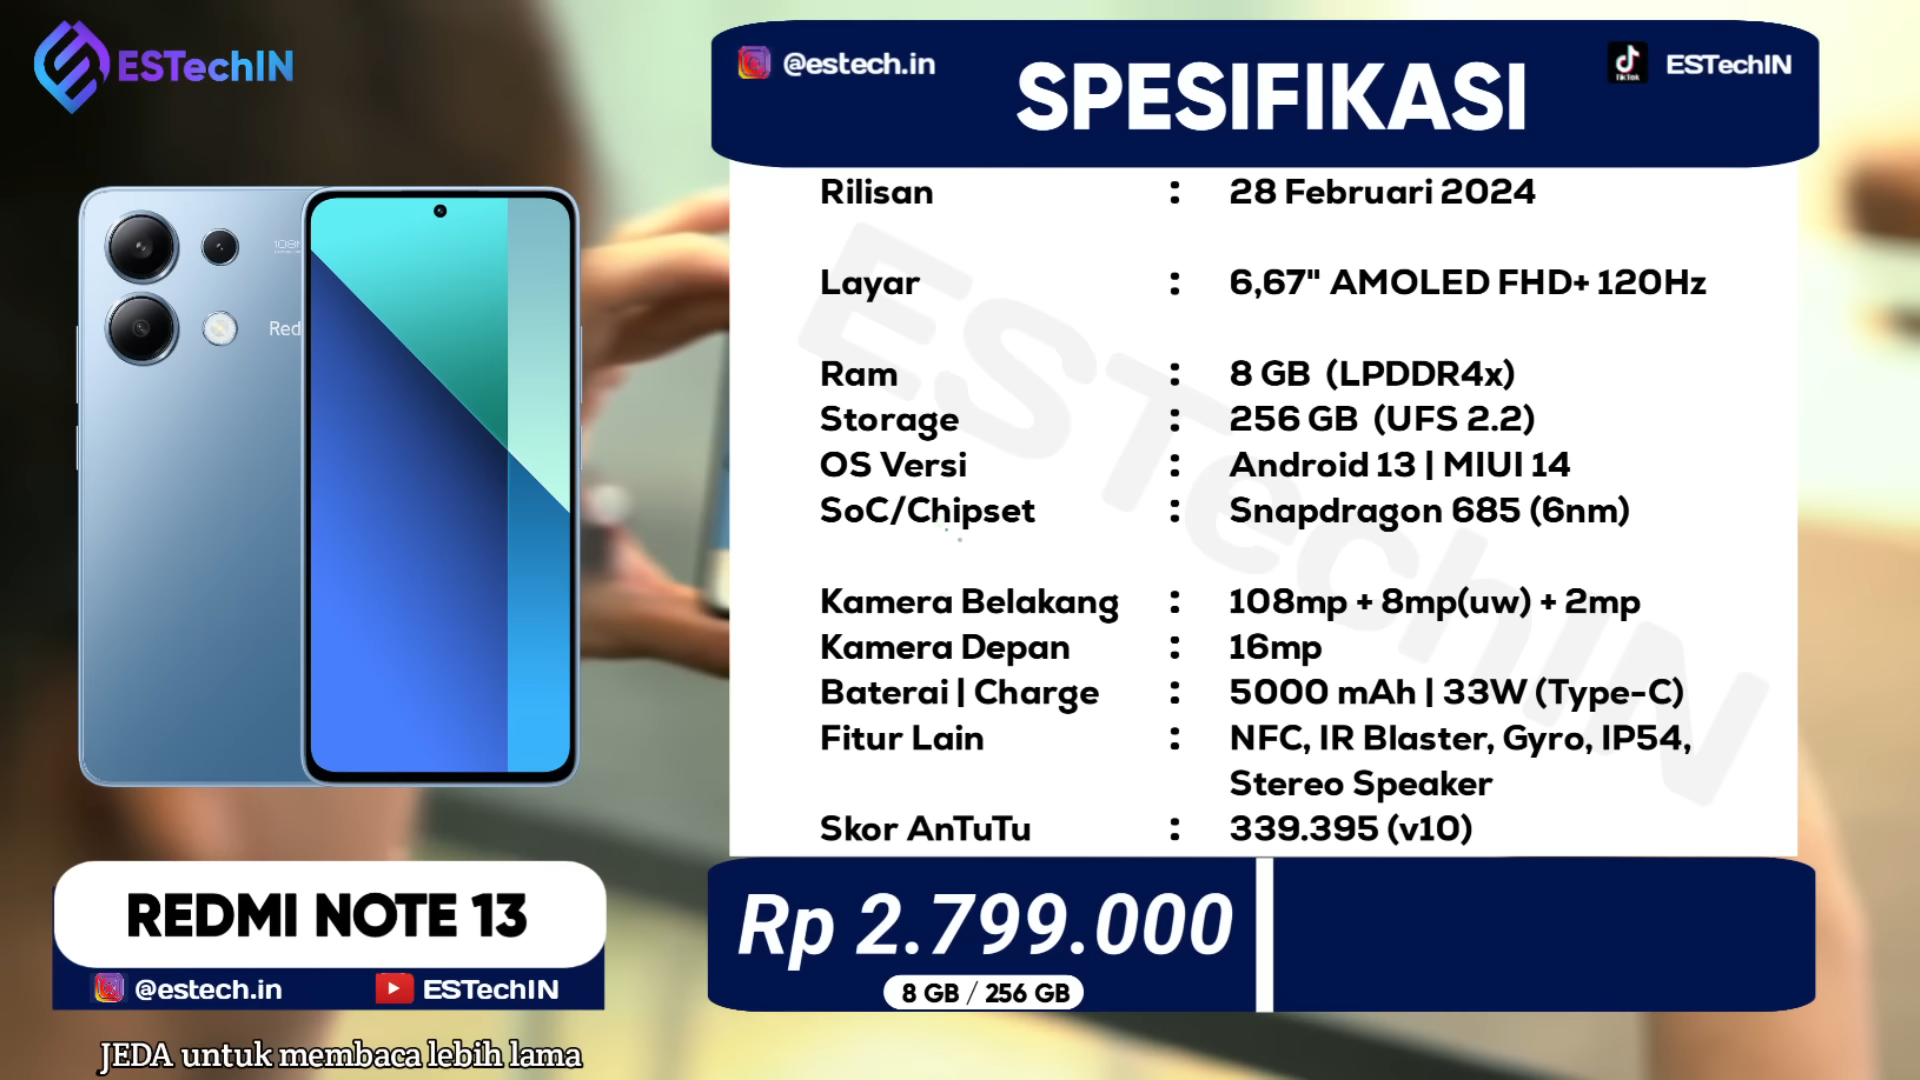 ESTechIN
@estech.in
TikTok
ESTechIN
SPESIFIKASI
Rilisan : 28 Februari 2024
Layar : 6,67" AMOLED FHD+ 120Hz
Ram : 8 GB (LPDDR4x)
Storage : 256 GB (UFS 2.2)
OS Versi : Android 13 | MIUI 14
SoC/Chipset : Snapdragon 685 (6nm)
Kamera Belakang : 108mp + 8mp(uw) + 2mp
Kamera Depan : 16mp
Baterai | Charge : 5000 mAh | 33W (Type-C)
Fitur Lain : NFC, IR Blaster, Gyro, IP54,
Stereo Speaker
Skor AnTuTu : 339.395 (v10)
ESTechIN
Red
REDMI NOTE 13
@estech.in
ESTechIN
Rp 2.799.000
8 GB / 256 GB
JEDA untuk membaca lebih lama